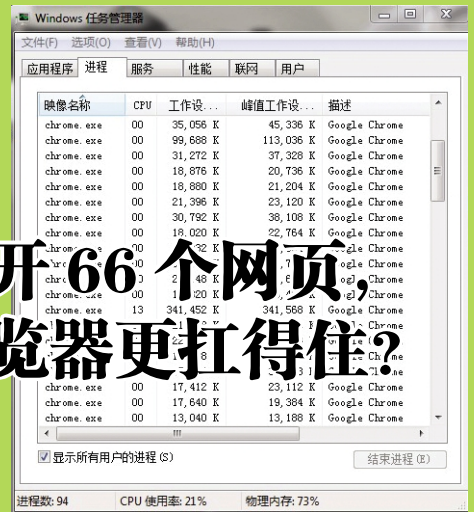 Windows 任务管理器
文件(F) 选项(O) 查看(V) 帮助(H)
应用程序 进程 服务 性能 联网 用户
映像名称 CPU 工作设... 峰值工作设... 描述
chrome.exe 00 35,056 K 45,336 K Google Chrome
chrome.exe 00 99,688 K 113,036 K Google Chrome
chrome.exe 00 31,272 K 37,328 K Google Chrome
chrome.exe 00 18,876 K 20,736 K Google Chrome
chrome.exe 00 18,880 K 21,204 K Google Chrome
chrome.exe 00 21,396 K 23,120 K Google Chrome
chrome.exe 00 30,792 K 38,108 K Google Chrome
chrome.exe 00 18,020 K 22,764 K Google Chrome
开 66 个网页,
chrome.exe 13 341,452 K 341,568 K Google Chrome
览器更扛得住?
chrome.exe 00 17,412 K 23,112 K Google Chrome
chrome.exe 00 17,640 K 19,384 K Google Chrome
chrome.exe 00 13,040 K 13,188 K Google Chrome
显示所有用户的进程(S) 结束进程(E)
进程数: 94 CPU 使用率: 21% 物理内存: 73%